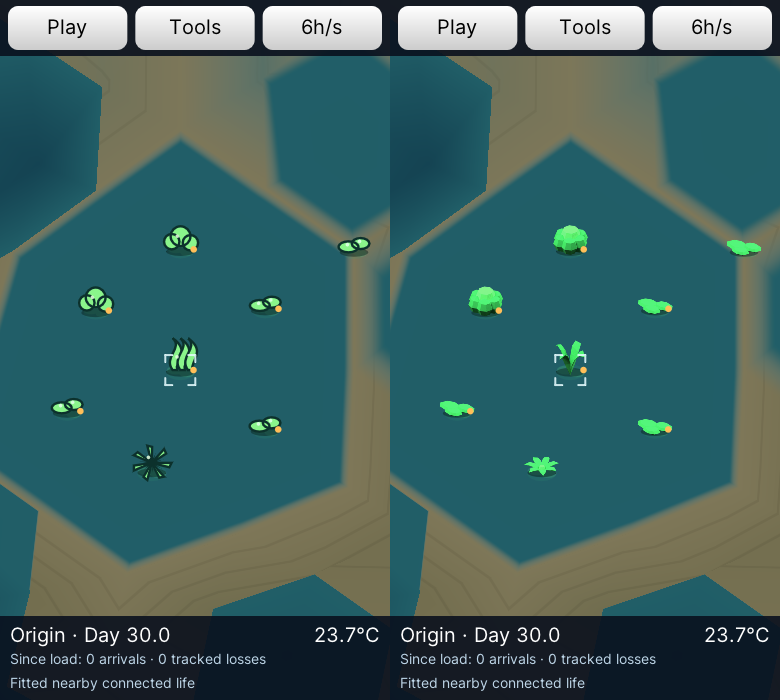 Play Tools 6h/s Play Tools 6h/s
Origin · Day 30.0 23.7°C Origin · Day 30.0 23.7°C
Since load: 0 arrivals · 0 tracked losses Since load: 0 arrivals · 0 tracked losses
Fitted nearby connected life Fitted nearby connected life